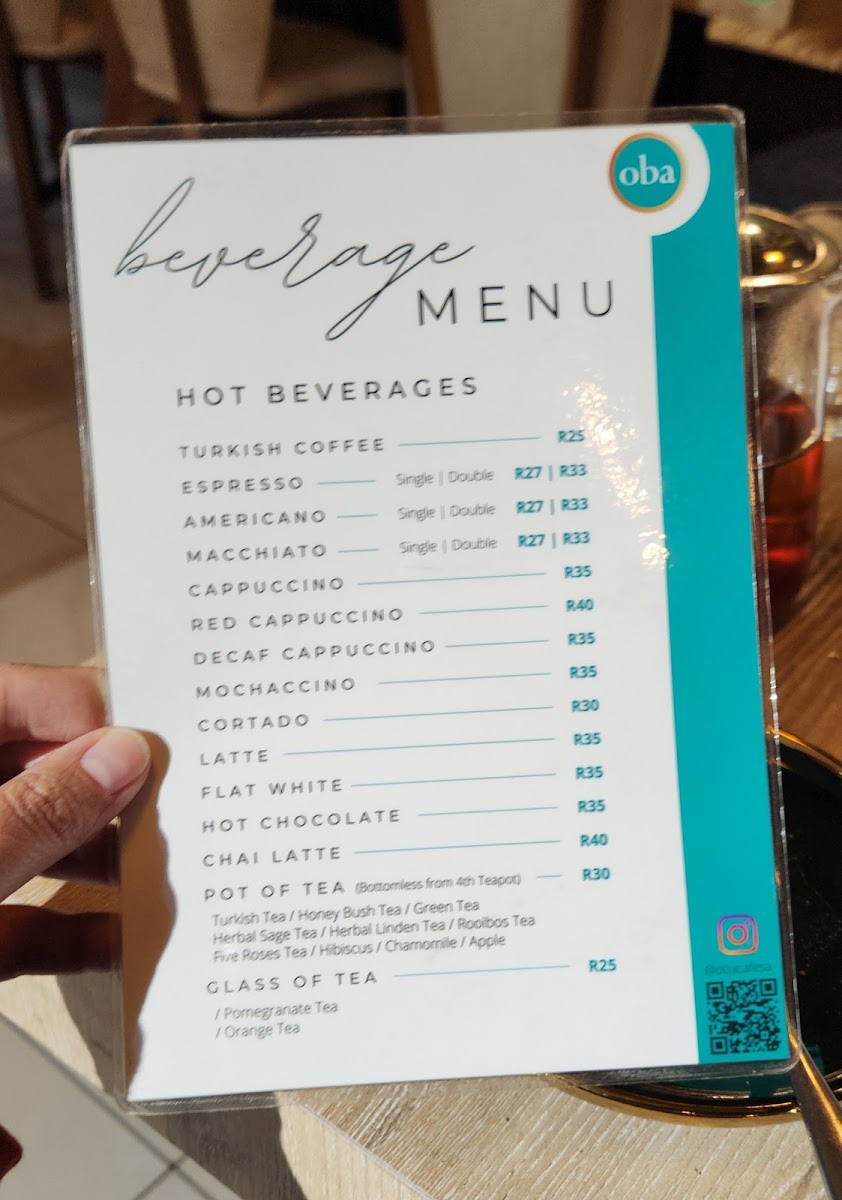 oba
beverage
MENU
HOT BEVERAGES
TURKISH COFFEE R25
ESPRESSO Single | Double R27 | R33
AMERICANO Single | Double R27 | R33
MACCHIATO Single | Double R27 | R33
CAPPUCCINO R35
RED CAPPUCCINO R40
DECAF CAPPUCCINO R35
MOCHACCINO R35
CORTADO R30
LATTE R35
FLAT WHITE R35
HOT CHOCOLATE R35
CHAI LATTE R40
POT OF TEA (Bottomless from 4th Teapot) R30
Turkish Tea / Honey Bush Tea / Green Tea
Herbal Sage Tea / Herbal Linden Tea / Rooibos Tea
Five Roses Tea / Hibiscus / Chamomile / Apple
GLASS OF TEA R25
/ Pomegranate Tea
/ Orange Tea
@obacafesa